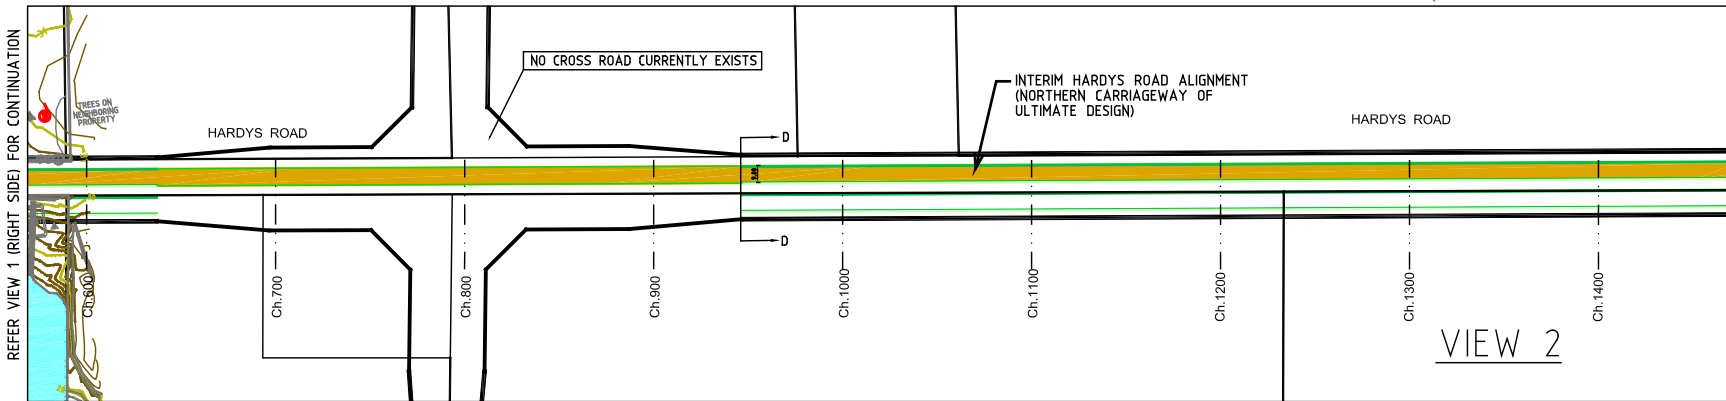 REFER VIEW 1 (RIGHT SIDE) FOR CONTINUATION
TREES ON
NEIGHBORING
PROPERTY
HARDYS ROAD
NO CROSS ROAD CURRENTLY EXISTS
INTERIM HARDYS ROAD ALIGNMENT
(NORTHERN CARRIAGEWAY OF
ULTIMATE DESIGN)
HARDYS ROAD
D
D
Ch.600
Ch.700
Ch.800
Ch.900
Ch.1000
Ch.1100
Ch.1200
Ch.1300
Ch.1400
VIEW 2